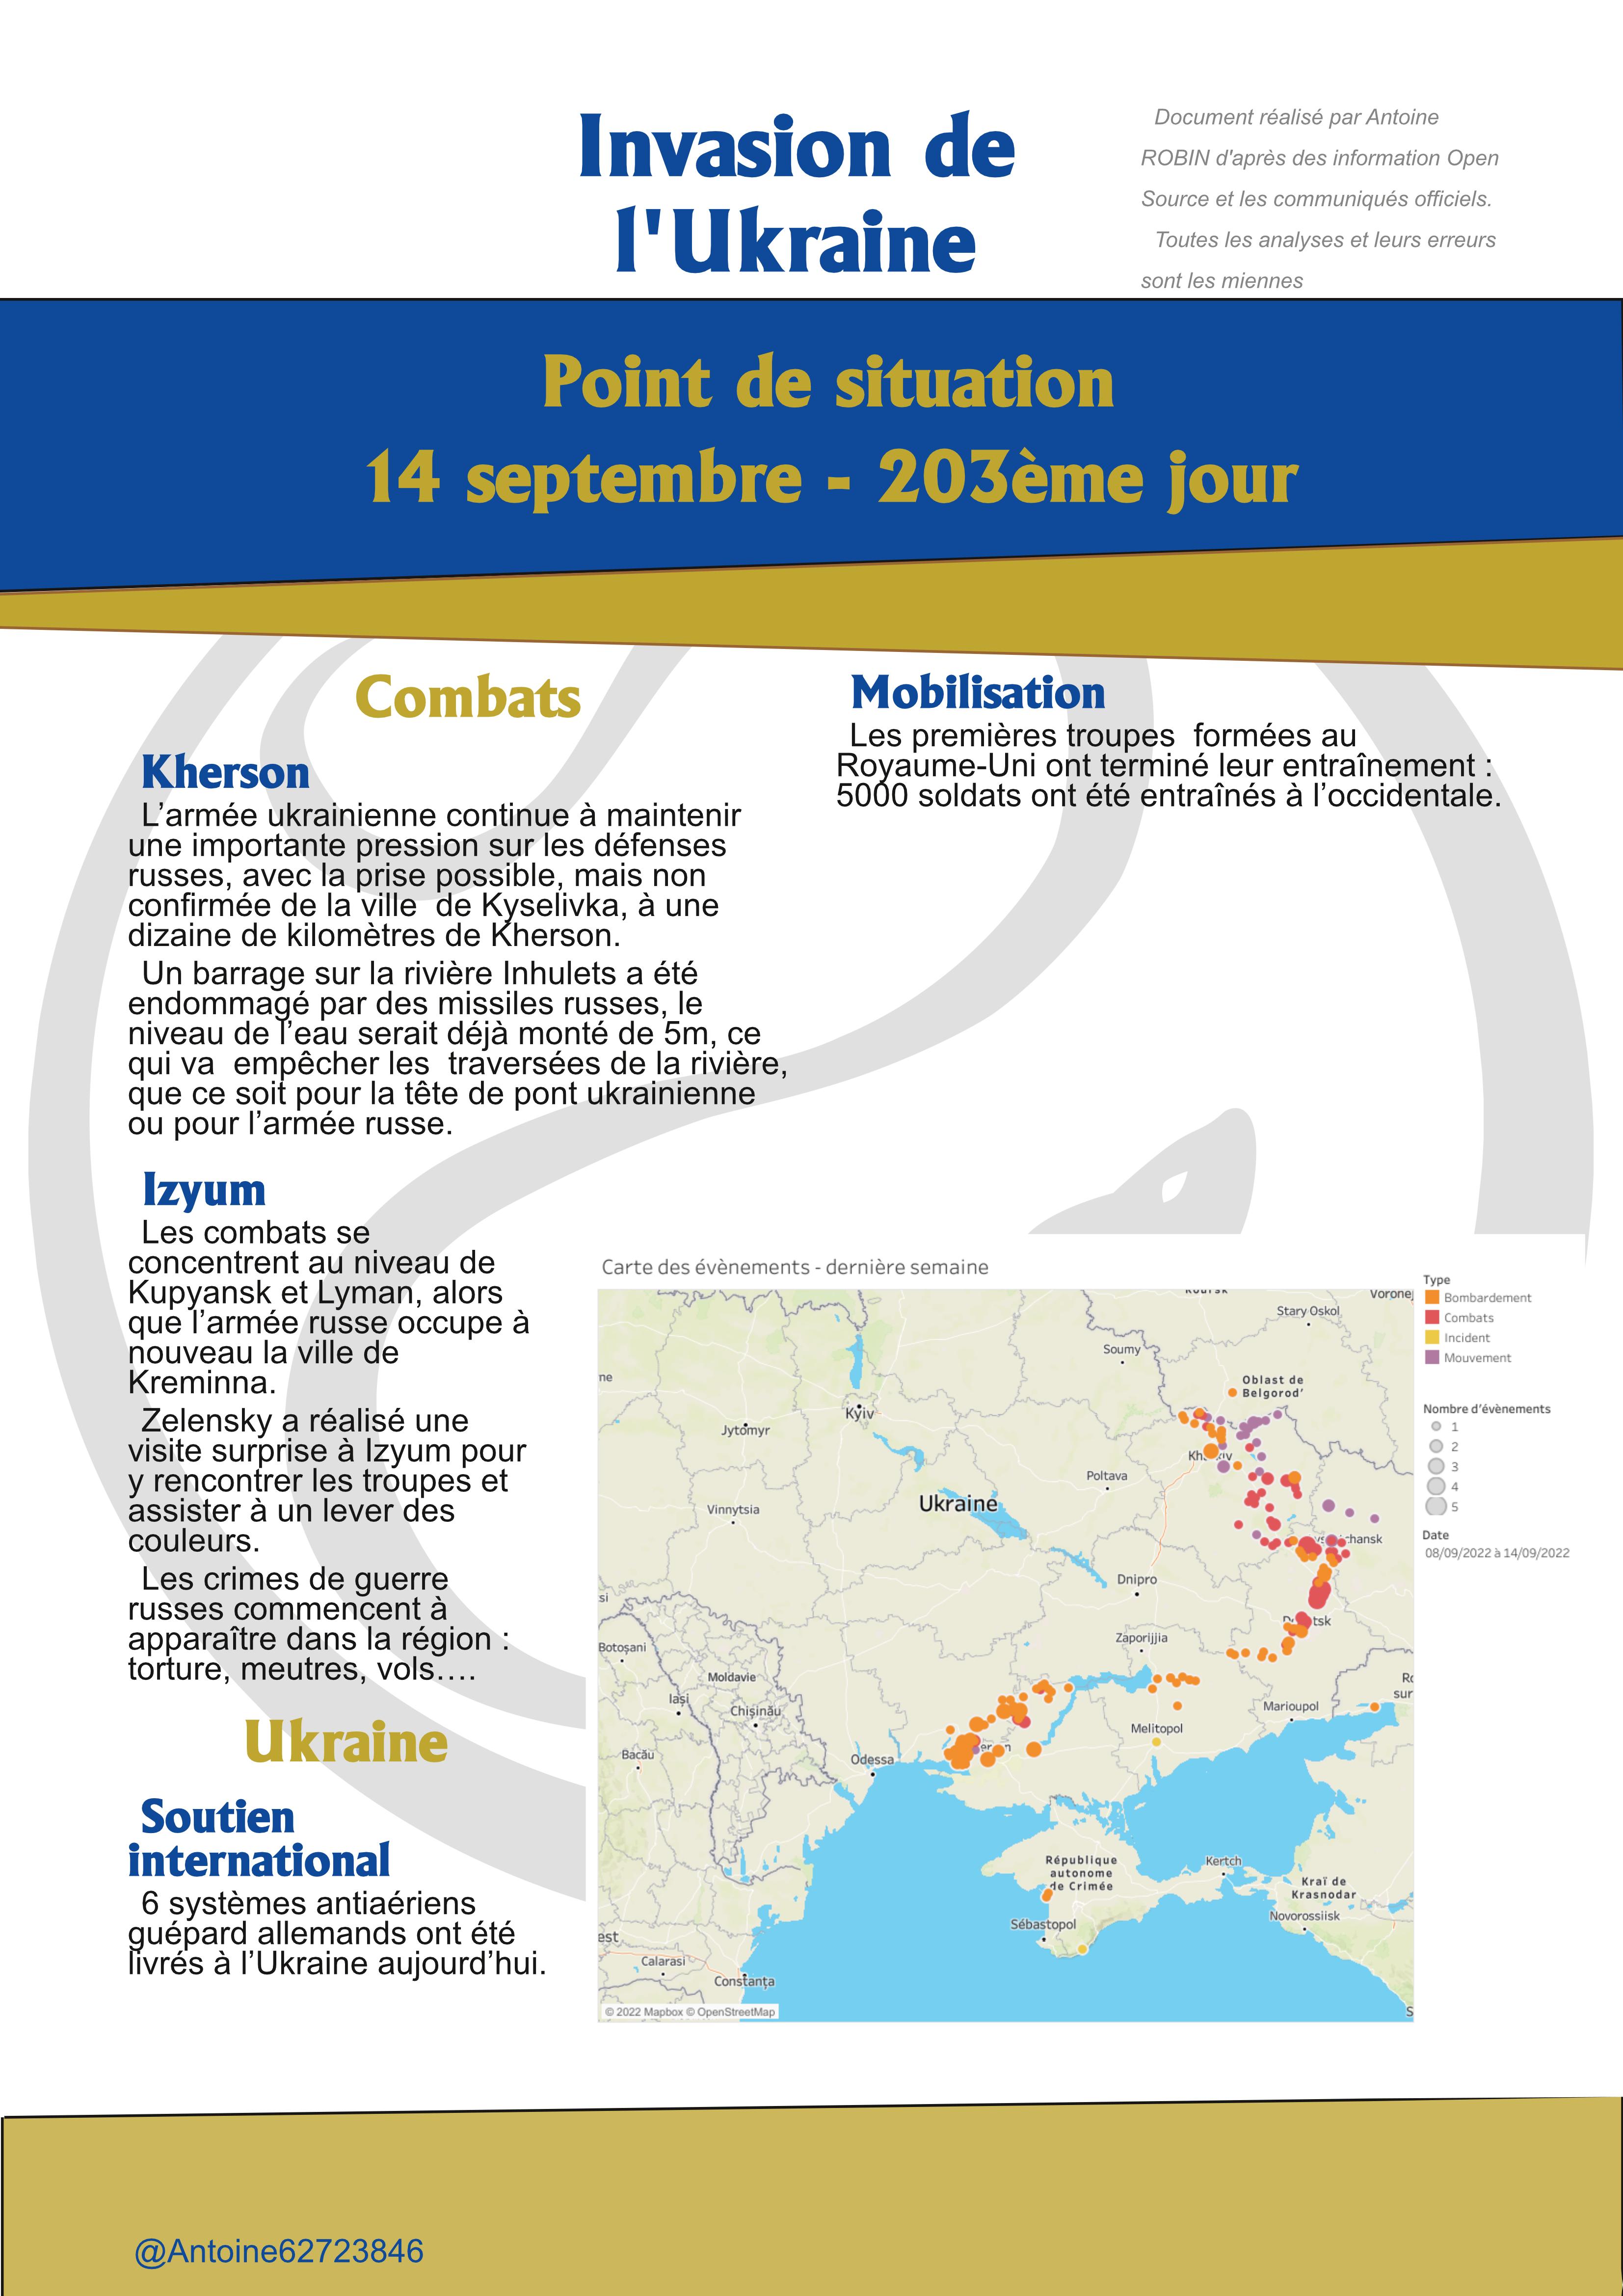 Invasion de
l'Ukraine
Document réalisé par Antoine
ROBIN d'après des information Open
Source et les communiqués officiels.
Toutes les analyses et leurs erreurs
sont les miennes
Point de situation
14 septembre - 203ème jour
Combats
Kherson
L’armée ukrainienne continue à maintenir
une importante pression sur les défenses
russes, avec la prise possible, mais non
confirmée de la ville de Kyselivka, à une
dizaine de kilomètres de Kherson.
Un barrage sur la rivière Inhulets a été
endommagé par des missiles russes, le
niveau de l’eau serait déjà monté de 5m, ce
qui va empêcher les traversées de la rivière,
que ce soit pour la tête de pont ukrainienne
ou pour l’armée russe.
Izyum
Les combats se
concentrent au niveau de
Kupyansk et Lyman, alors
que l’armée russe occupe à
nouveau la ville de
Kreminna.
Zelensky a réalisé une
visite surprise à Izyum pour
y rencontrer les troupes et
assister à un lever des
couleurs.
Les crimes de guerre
russes commencent à
apparaître dans la région :
torture, meutres, vols….
Ukraine
Soutien
international
6 systèmes antiaériens
guépard allemands ont été
livrés à l’Ukraine aujourd’hui.
Mobilisation
Les premières troupes formées au
Royaume-Uni ont terminé leur entraînement :
5000 soldats ont été entraînés à l’occidentale.
Carte des évènements - dernière semaine
Voronej
Stary Oskol
Soumy
Oblast de
Belgorod'
Kyiv
Jytomyr
Poltava
Ukraine
Vinnytsia
chansk
Dnipro
Zaporijjia
Botoșani
Moldavie
Iași
Chișinău
Marioupol
Melitopol
Bacău
Odessa
République
autonome
de Crimée
Kertch
Kraï de
Krasnodar
Novorossiisk
Sébastopol
Calarasi
Constanța
© 2022 Mapbox © OpenStreetMap
Type
Bombardement
Combats
Incident
Mouvement
Nombre d'évènements
1
2
3
4
5
Date
08/09/2022 à 14/09/2022
@Antoine62723846